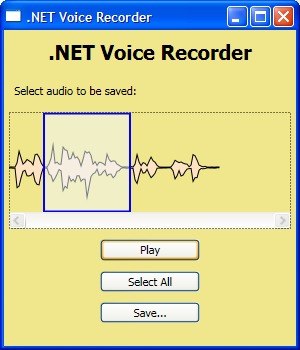 .NET Voice Recorder
.NET Voice Recorder
Select audio to be saved:
Play
Select All
Save...